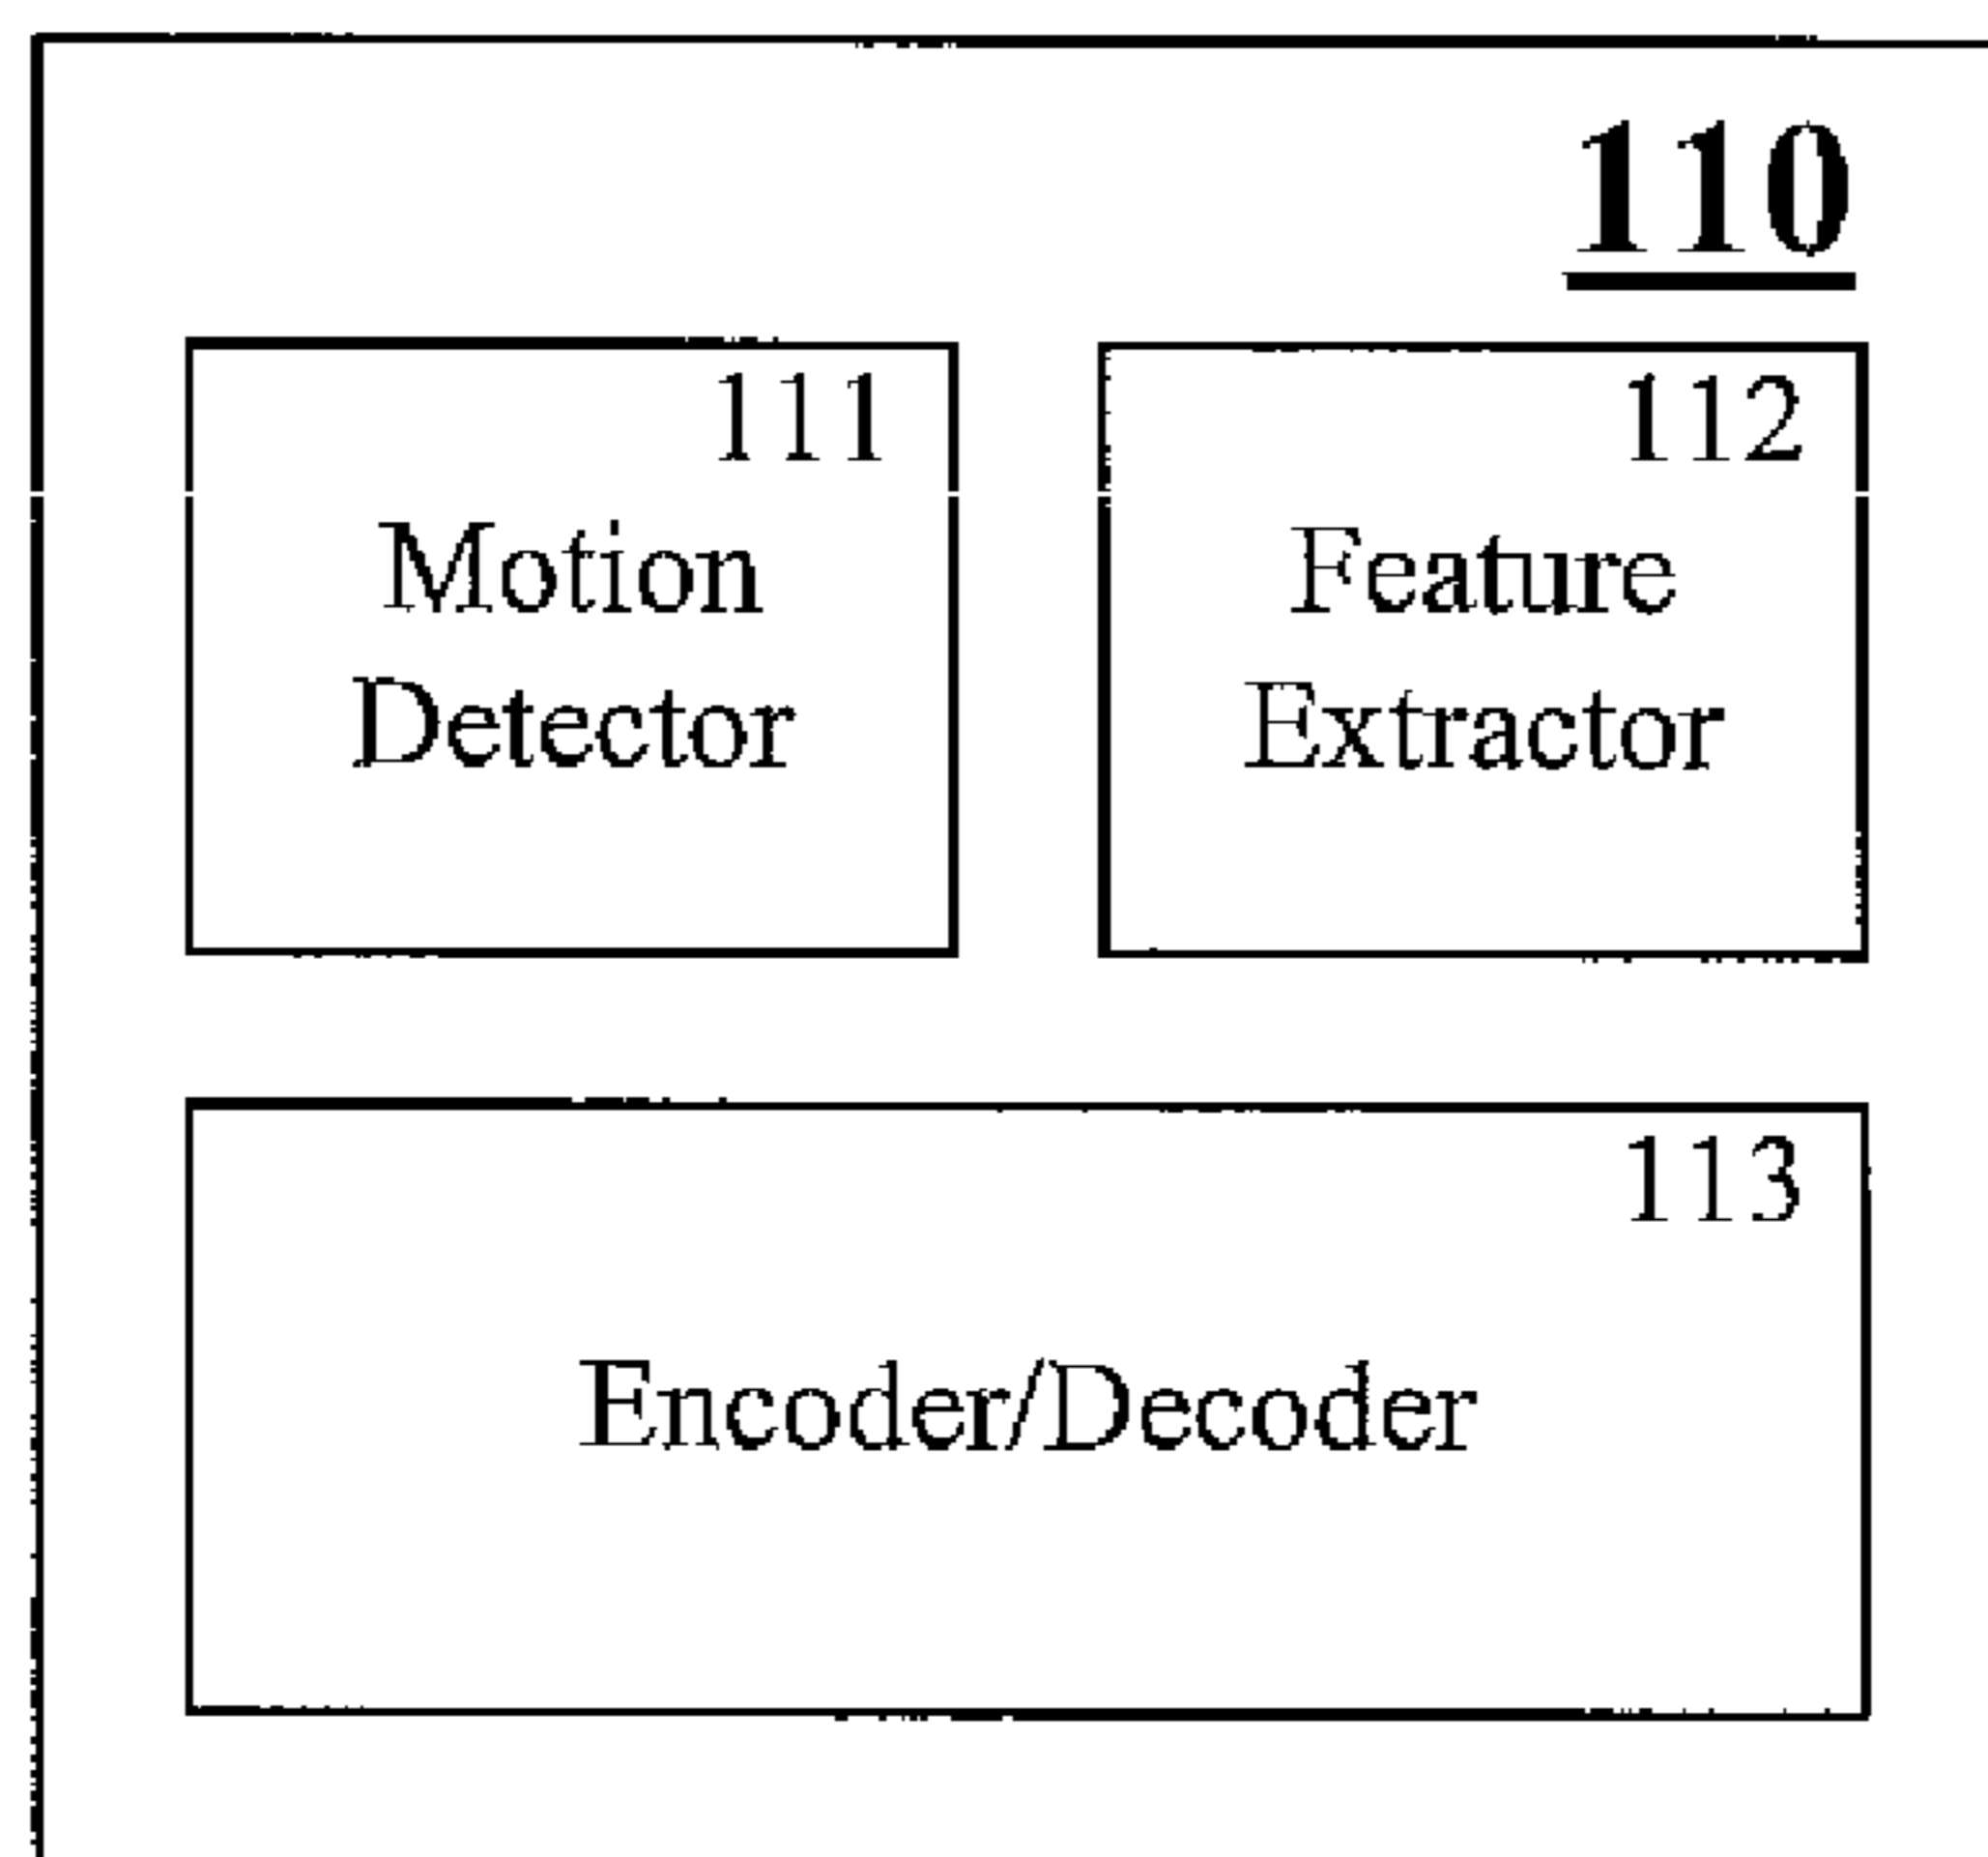 110
111
Motion
Detector
112
Feature
Extractor
113
Encoder/Decoder